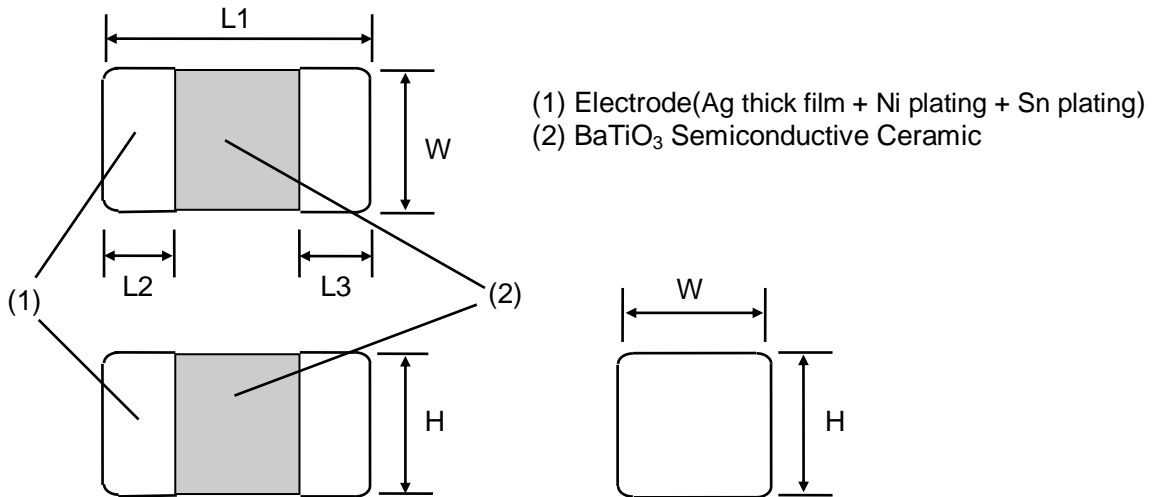 L1
W
(1) Electrode(Ag thick film + Ni plating + Sn plating)
(2) BaTiO₃ Semiconductive Ceramic
L2
L3
(1)
(2)
W
H
H